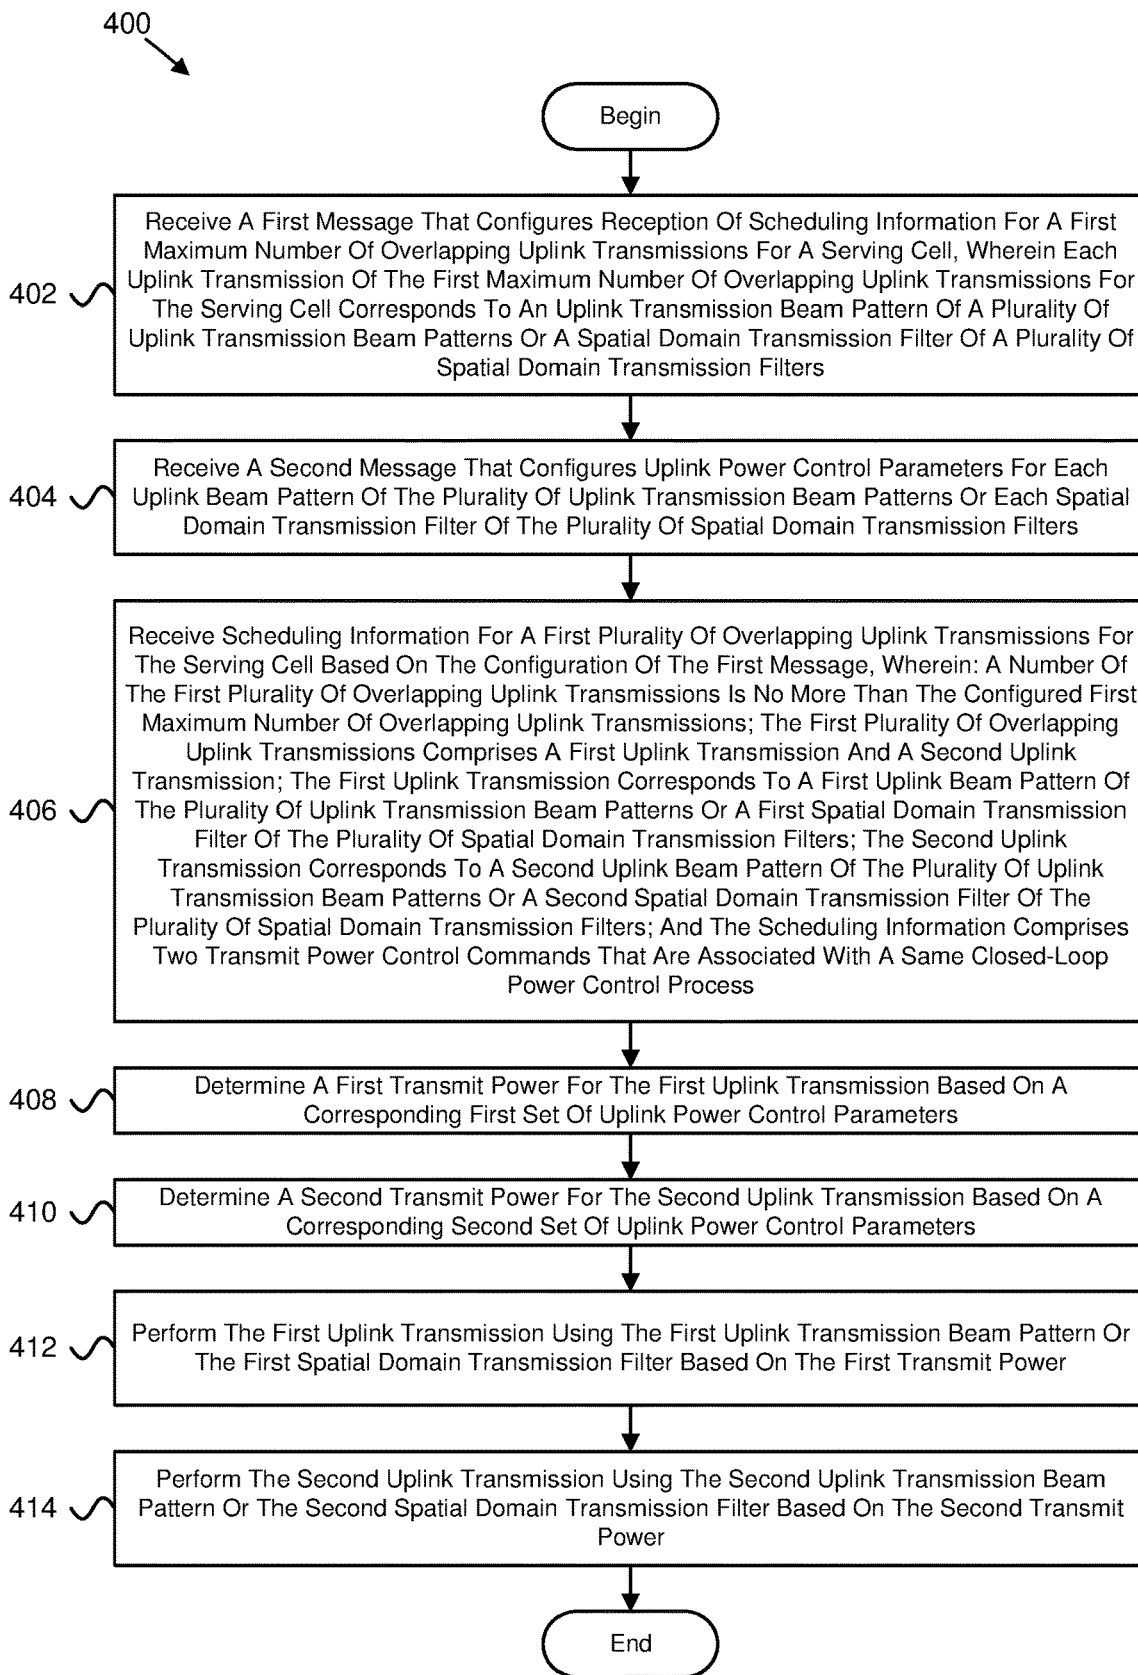 400
Begin
402
Receive A First Message That Configures Reception Of Scheduling Information For A First
Maximum Number Of Overlapping Uplink Transmissions For A Serving Cell, Wherein Each
Uplink Transmission Of The First Maximum Number Of Overlapping Uplink Transmissions For
The Serving Cell Corresponds To An Uplink Transmission Beam Pattern Of A Plurality Of
Uplink Transmission Beam Patterns Or A Spatial Domain Transmission Filter Of A Plurality Of
Spatial Domain Transmission Filters
404
Receive A Second Message That Configures Uplink Power Control Parameters For Each
Uplink Beam Pattern Of The Plurality Of Uplink Transmission Beam Patterns Or Each Spatial
Domain Transmission Filter Of The Plurality Of Spatial Domain Transmission Filters
406
Receive Scheduling Information For A First Plurality Of Overlapping Uplink Transmissions For
The Serving Cell Based On The Configuration Of The First Message, Wherein: A Number Of
The First Plurality Of Overlapping Uplink Transmissions Is No More Than The Configured First
Maximum Number Of Overlapping Uplink Transmissions; The First Plurality Of Overlapping
Uplink Transmissions Comprises A First Uplink Transmission And A Second Uplink
Transmission; The First Uplink Transmission Corresponds To A First Uplink Beam Pattern Of
The Plurality Of Uplink Transmission Beam Patterns Or A First Spatial Domain Transmission
Filter Of The Plurality Of Spatial Domain Transmission Filters; The Second Uplink
Transmission Corresponds To A Second Uplink Beam Pattern Of The Plurality Of Uplink
Transmission Beam Patterns Or A Second Spatial Domain Transmission Filter Of The
Plurality Of Spatial Domain Transmission Filters; And The Scheduling Information Comprises
Two Transmit Power Control Commands That Are Associated With A Same Closed-Loop
Power Control Process
408
Determine A First Transmit Power For The First Uplink Transmission Based On A
Corresponding First Set Of Uplink Power Control Parameters
410
Determine A Second Transmit Power For The Second Uplink Transmission Based On A
Corresponding Second Set Of Uplink Power Control Parameters
412
Perform The First Uplink Transmission Using The First Uplink Transmission Beam Pattern Or
The First Spatial Domain Transmission Filter Based On The First Transmit Power
414
Perform The Second Uplink Transmission Using The Second Uplink Transmission Beam
Pattern Or The Second Spatial Domain Transmission Filter Based On The Second Transmit
Power
End